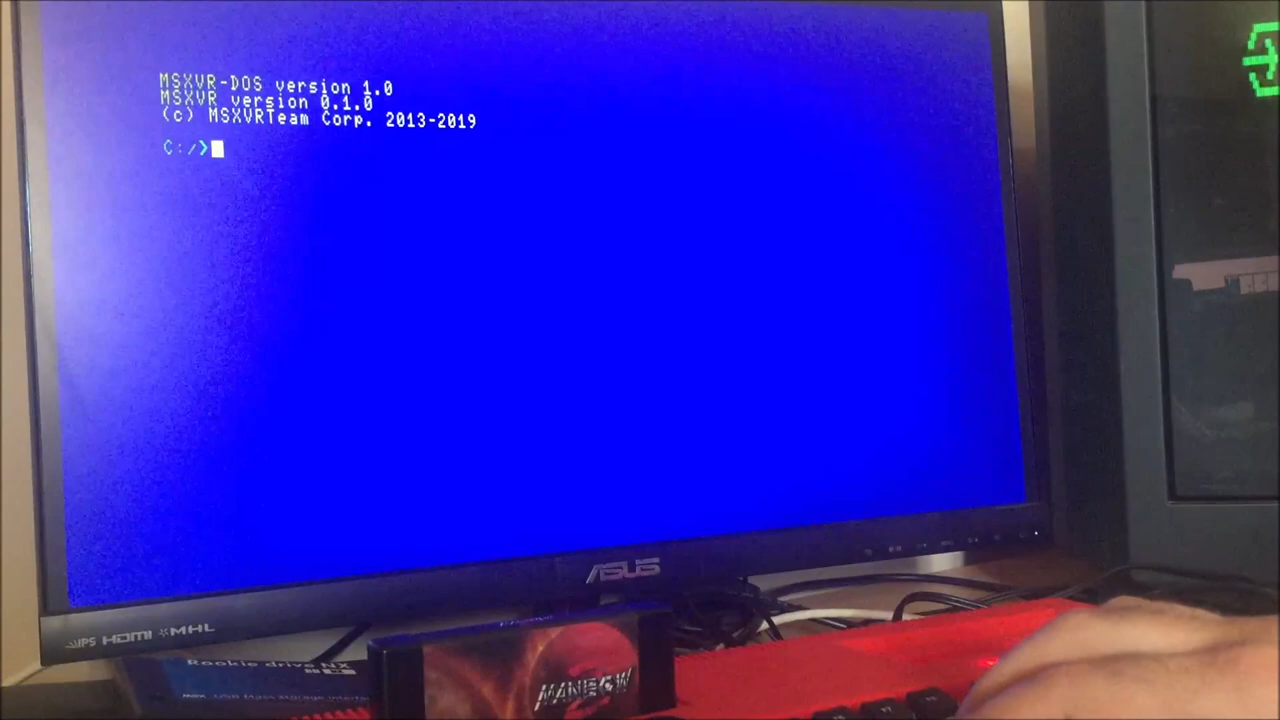 MSXVR-DOS version 1.0
MSXVR version 0.1.0
(c) MSXVRTeam Corp. 2013-2019
C:/>
ASUS
IPS HDMI MHL
Rookie drive NX
MANBOW